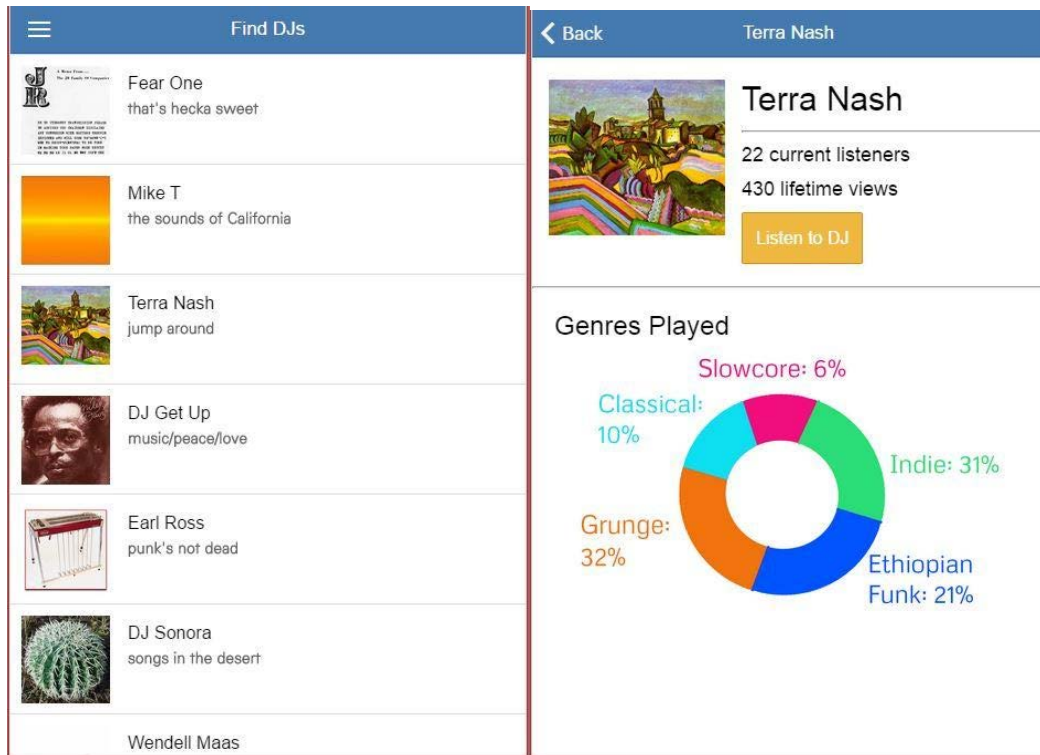 Find DJs
Fear One
that's hecka sweet
Mike T
the sounds of California
Terra Nash
jump around
DJ Get Up
music/peace/love
Earl Ross
punk's not dead
DJ Sonora
songs in the desert
Wendell Maas
Back
Terra Nash
Terra Nash
22 current listeners
430 lifetime views
Listen to DJ
Genres Played
Slowcore: 6%
Classical:
10%
Indie: 31%
Grunge:
32%
Ethiopian
Funk: 21%